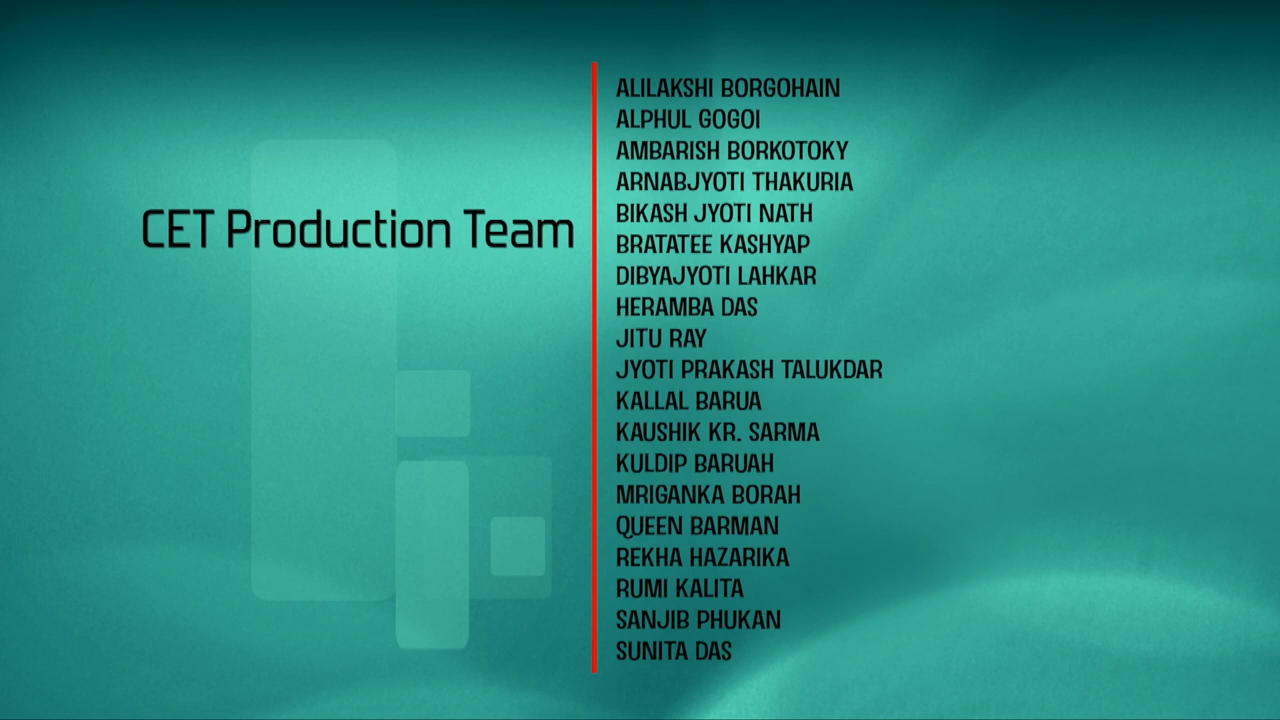 CET Production Team
ALILAKSHI BORGOHAIN
ALPHUL GOGOI
AMBARISH BORKOTOKY
ARNABJYOTI THAKURIA
BIKASH JYOTI NATH
BRATATEE KASHYAP
DIBYAJYOTI LAHKAR
HERAMBA DAS
JITU RAY
JYOTI PRAKASH TALUKDAR
KALLAL BARUA
KAUSHIK KR. SARMA
KULDIP BARUAH
MRIGANKA BORAH
QUEEN BARMAN
REKHA HAZARIKA
RUMI KALITA
SANJIB PHUKAN
SUNITA DAS